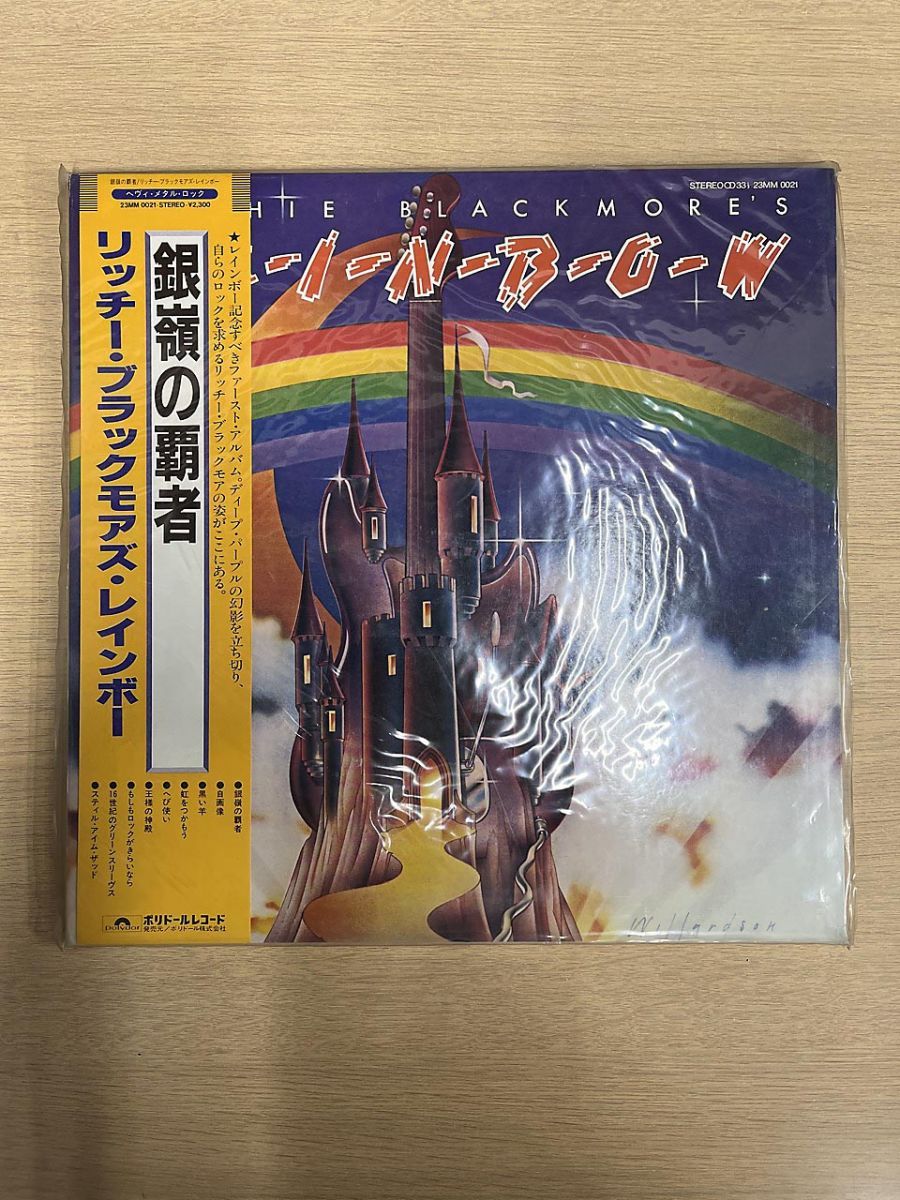 銀嶺の覇者/リッチー・ブラックモアズ・レインボー
ヘヴィ・メタル・ロック
23MM 0021・STEREO・¥2,300
STEREO 33⅓ 23MM 0021
HIE BLACKMORE'S
I-N-B-O-W
★レインボー記念すべきファースト・アルバム。ディープ・パープルの幻影を立ち切り、
自らのロックを求めるリッチー・ブラックモアの姿がここにある。
銀嶺の覇者
リッチー・ブラックモアズ・レインボー
●銀嶺の覇者
●自画像
●黒い羊
●虹をつかもう
●へび使い
●王様の神殿
●もしもロックがきらいなら
●16世紀のグリーンスリーヴス
●スティル・アイム・サッド
polydor
ポリドールレコード
発売元/ポリドール株式会社
Willardson